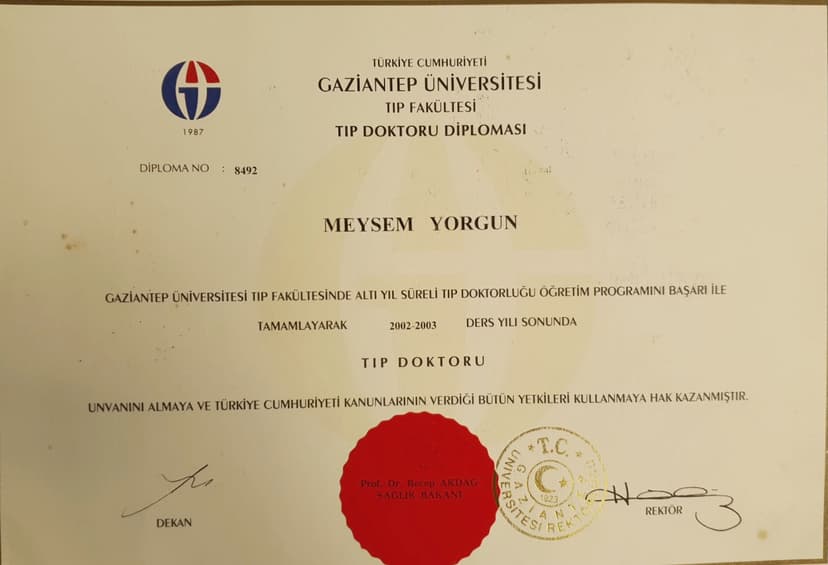 TÜRKİYE CUMHURİYETİ
GAZİANTEP ÜNİVERSİTESİ
TIP FAKÜLTESİ
TIP DOKTORU DİPLOMASI
1987
DİPLOMA NO : 8492
MEYSEM YORGUN
GAZİANTEP ÜNİVERSİTESİ TIP FAKÜLTESİNDE ALTI YIL SÜRELİ TIP DOKTORLUĞU ÖĞRETİM PROGRAMINI BAŞARI İLE
TAMAMLAYARAK 2002-2003 DERS YILI SONUNDA
TIP DOKTORU
UNVANINI ALMAYA VE TÜRKİYE CUMHURİYETİ KANUNLARININ VERDİĞİ BÜTÜN YETKİLERİ KULLANMAYA HAK KAZANMIŞTIR.
Prof. Dr. Recep AKDAĞ
SAĞLIK BAKANI
T.C.
GAZİANTEP
ÜNİVERSİTESİ REKTÖR
1923
DEKAN
REKTÖR